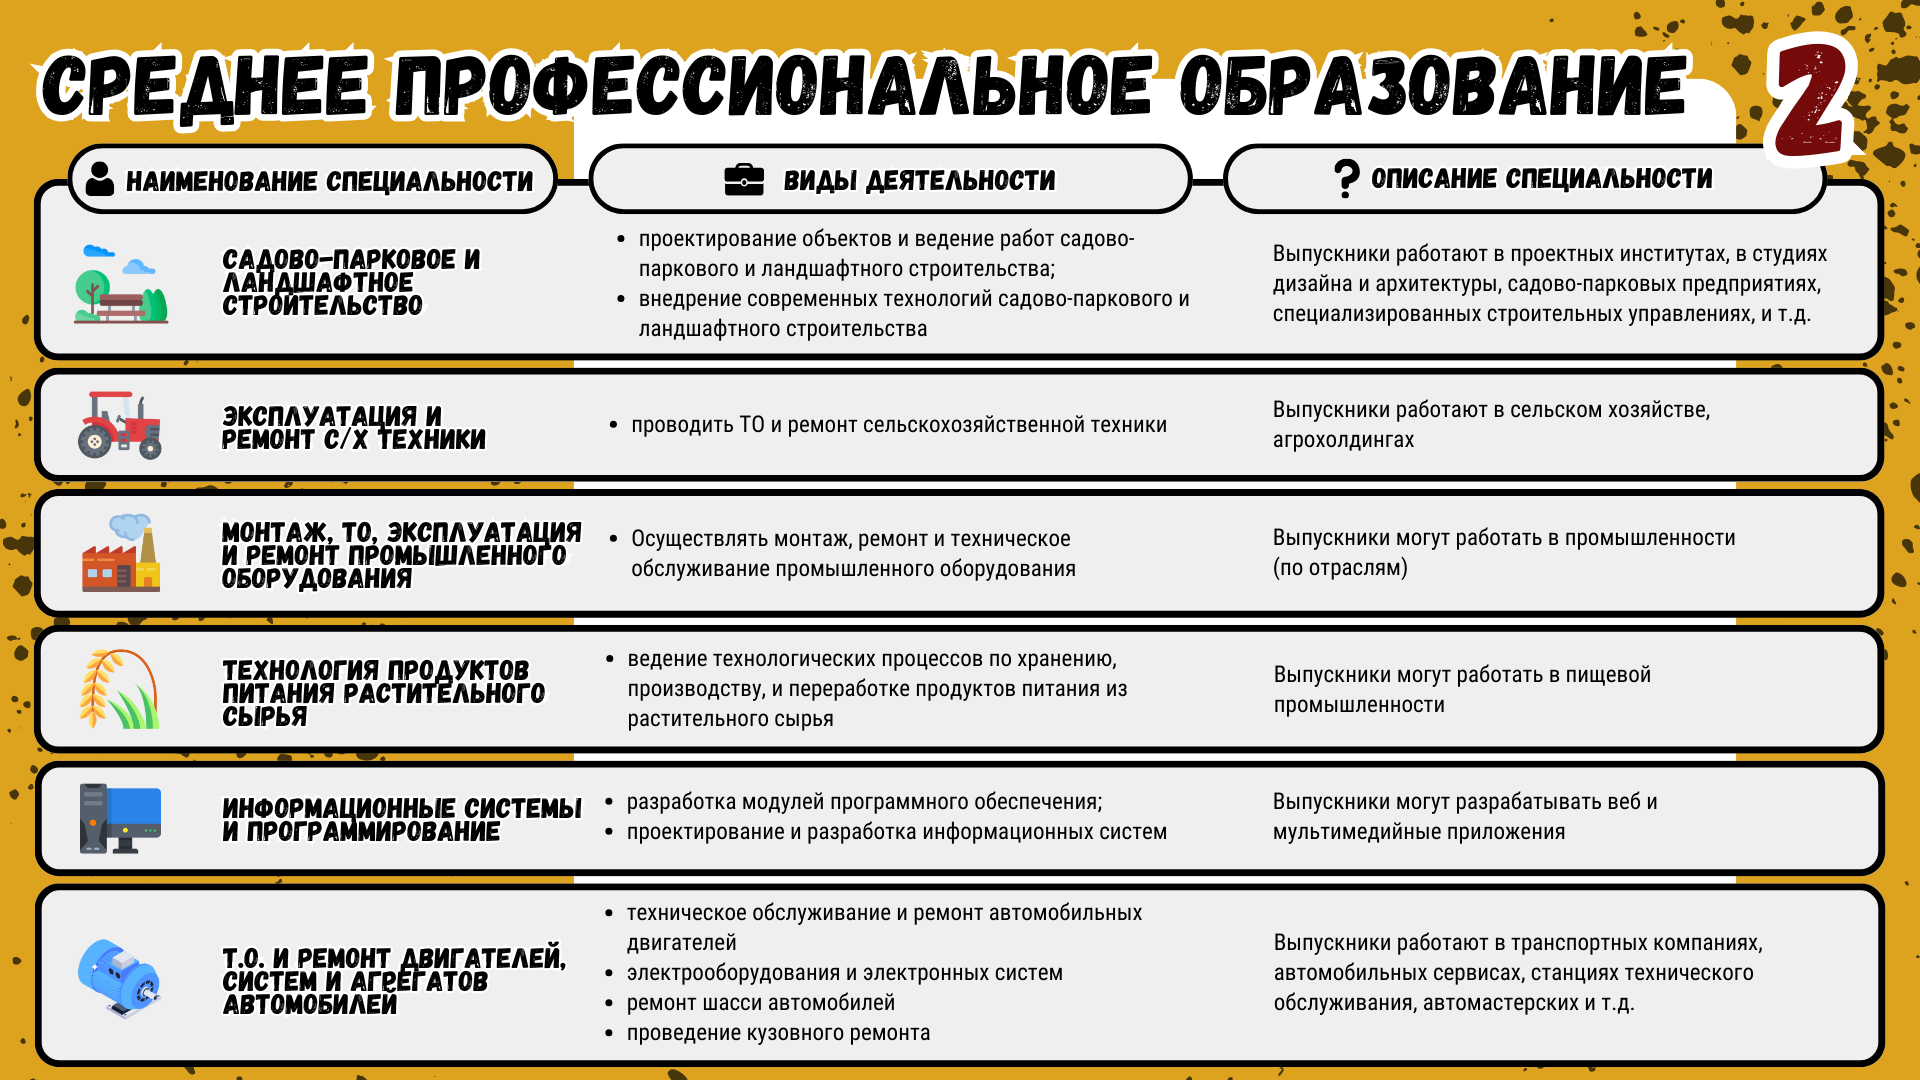 СРЕДНЕЕ ПРОФЕССИОНАЛЬНОЕ ОБРАЗОВАНИЕ 2
НАИМЕНОВАНИЕ СПЕЦИАЛЬНОСТИ
ВИДЫ ДЕЯТЕЛЬНОСТИ
? ОПИСАНИЕ СПЕЦИАЛЬНОСТИ
САДОВО-ПАРКОВОЕ И
ЛАНДШАФТНОЕ
СТРОИТЕЛЬСТВО
• проектирование объектов и ведение работ садово-
паркового и ландшафтного строительства;
• внедрение современных технологий садово-паркового и
ландшафтного строительства
Выпускники работают в проектных институтах, в студиях
дизайна и архитектуры, садово-парковых предприятиях,
специализированных строительных управлениях, и т.д.
ЭКСПЛУАТАЦИЯ И
РЕМОНТ С/Х ТЕХНИКИ
• проводить ТО и ремонт сельскохозяйственной техники
Выпускники работают в сельском хозяйстве,
агрохолдингах
МОНТАЖ, ТО, ЭКСПЛУАТАЦИЯ
И РЕМОНТ ПРОМЫШЛЕННОГО
ОБОРУДОВАНИЯ
• Осуществлять монтаж, ремонт и техническое
обслуживание промышленного оборудования
Выпускники могут работать в промышленности
(по отраслям)
ТЕХНОЛОГИЯ ПРОДУКТОВ
ПИТАНИЯ РАСТИТЕЛЬНОГО
СЫРЬЯ
• ведение технологических процессов по хранению,
производству, и переработке продуктов питания из
растительного сырья
Выпускники могут работать в пищевой
промышленности
ИНФОРМАЦИОННЫЕ СИСТЕМЫ
И ПРОГРАММИРОВАНИЕ
• разработка модулей программного обеспечения;
• проектирование и разработка информационных систем
Выпускники могут разрабатывать веб и
мультимедийные приложения
Т.О. И РЕМОНТ ДВИГАТЕЛЕЙ,
СИСТЕМ И АГРЕГАТОВ
АВТОМОБИЛЕЙ
• техническое обслуживание и ремонт автомобильных
двигателей
• электрооборудования и электронных систем
• ремонт шасси автомобилей
• проведение кузовного ремонта
Выпускники работают в транспортных компаниях,
автомобильных сервисах, станциях технического
обслуживания, автомастерских и т.д.